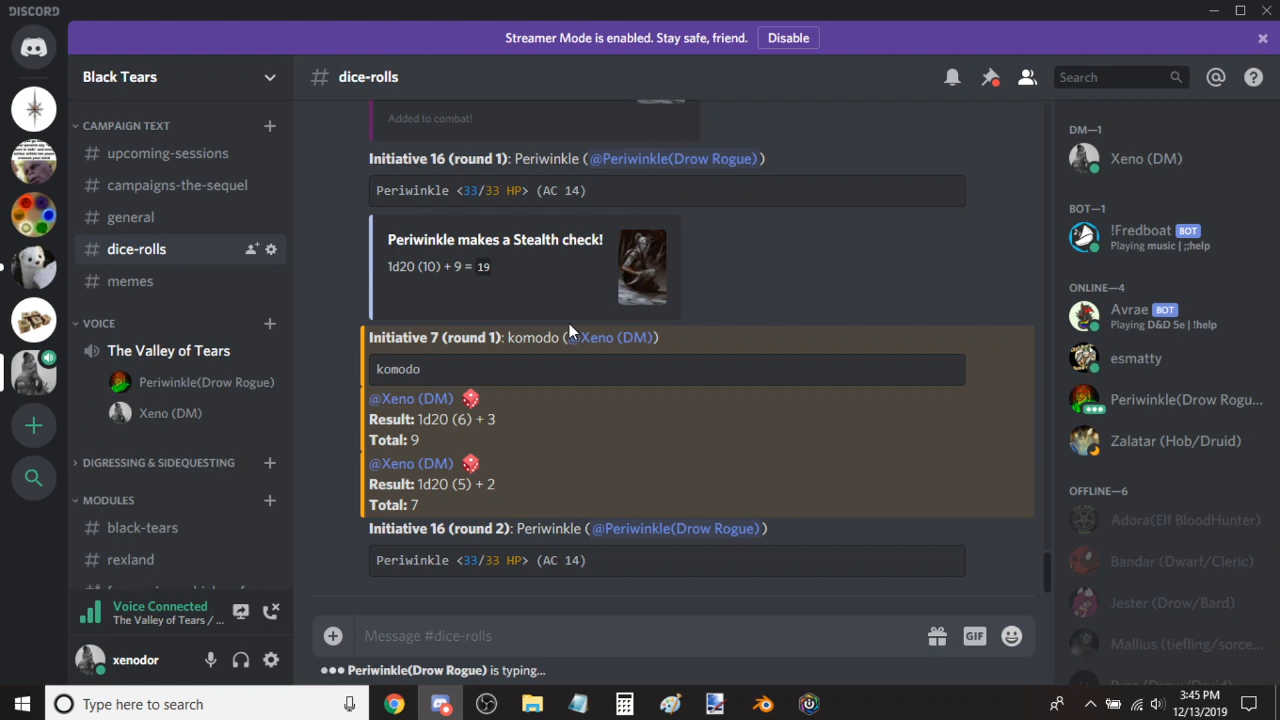 DISCORD
Streamer Mode is enabled. Stay safe, friend. Disable
Black Tears
# dice-rolls
Search
CAMPAIGN TEXT
# upcoming-sessions
# campaigns-the-sequel
# general
# dice-rolls
# memes
VOICE
The Valley of Tears
Periwinkle(Drow Rogue)
Xeno (DM)
DIGRESSING & SIDEQUESTING
MODULES
# black-tears
# rexland
Voice Connected
The Valley of Tears / ...
xenodor
Added to combat!
Initiative 16 (round 1): Periwinkle ( @Periwinkle(Drow Rogue) )
Periwinkle <33/33 HP> (AC 14)
Periwinkle makes a Stealth check!
1d20 (10) + 9 = 19
Initiative 7 (round 1): komodo (@Xeno (DM))
komodo
@Xeno (DM)
Result: 1d20 (6) + 3
Total: 9
@Xeno (DM)
Result: 1d20 (5) + 2
Total: 7
Initiative 16 (round 2): Periwinkle ( @Periwinkle(Drow Rogue) )
Periwinkle <33/33 HP> (AC 14)
Message #dice-rolls
GIF
Periwinkle(Drow Rogue) is typing...
DM—1
Xeno (DM)
BOT—1
!Fredboat BOT
Playing music | ;;help
ONLINE—4
Avrae BOT
Playing D&D 5e | !help
esmatty
Periwinkle(Drow Rogu...
Zalatar (Hob/Druid)
OFFLINE—6
Adora(Elf BloodHunter)
Bandar (Dwarf/Cleric)
Jester (Drow/Bard)
Mallius (tiefling/sorce...
Type here to search
3:45 PM
12/13/2019